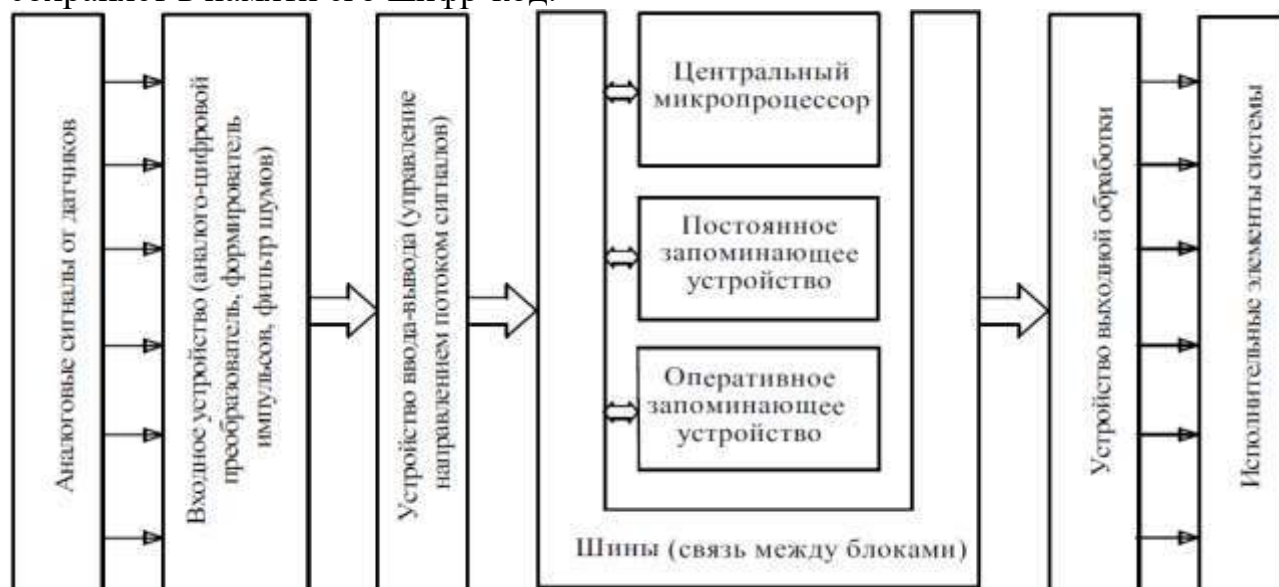 Аналоговые сигналы от датчиков
Входное устройство (аналого-цифровой
преобразователь, формирователь
импульсов, фильтр шумов)
Устройство ввода-вывода (управление
направлением потоком сигналов)
Центральный
микропроцессор
Постоянное
запоминающее
устройство
Оперативное
запоминающее
устройство
Шины (связь между блоками)
Устройство выходной обработки
Исполнительные элементы системы